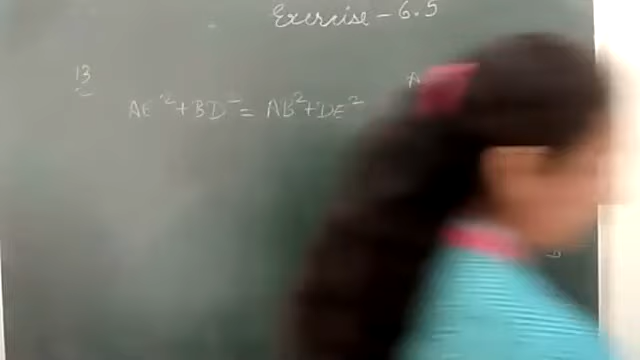 Exercise - 6.5
13
AE² + BD² = AB² + DE²
A